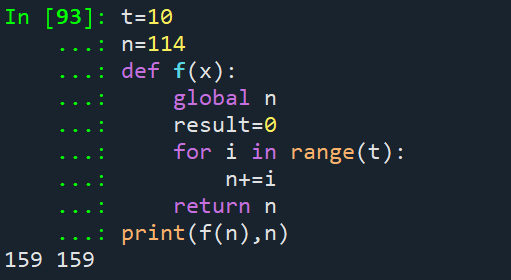 In [93]: t=10
    ...: n=114
    ...: def f(x):
    ...:     global n
    ...:     result=0
    ...:     for i in range(t):
    ...:         n+=i
    ...:     return n
    ...: print(f(n),n)
159 159